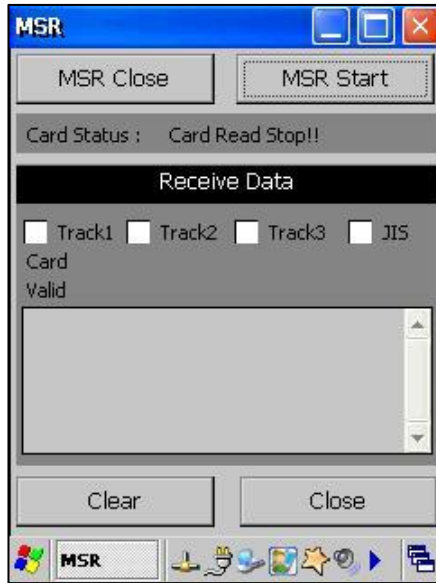 MSR
MSR Close MSR Start
Card Status : Card Read Stop!!
Receive Data
Track1 Track2 Track3 JIS
Card
Valid
Clear Close
MSR